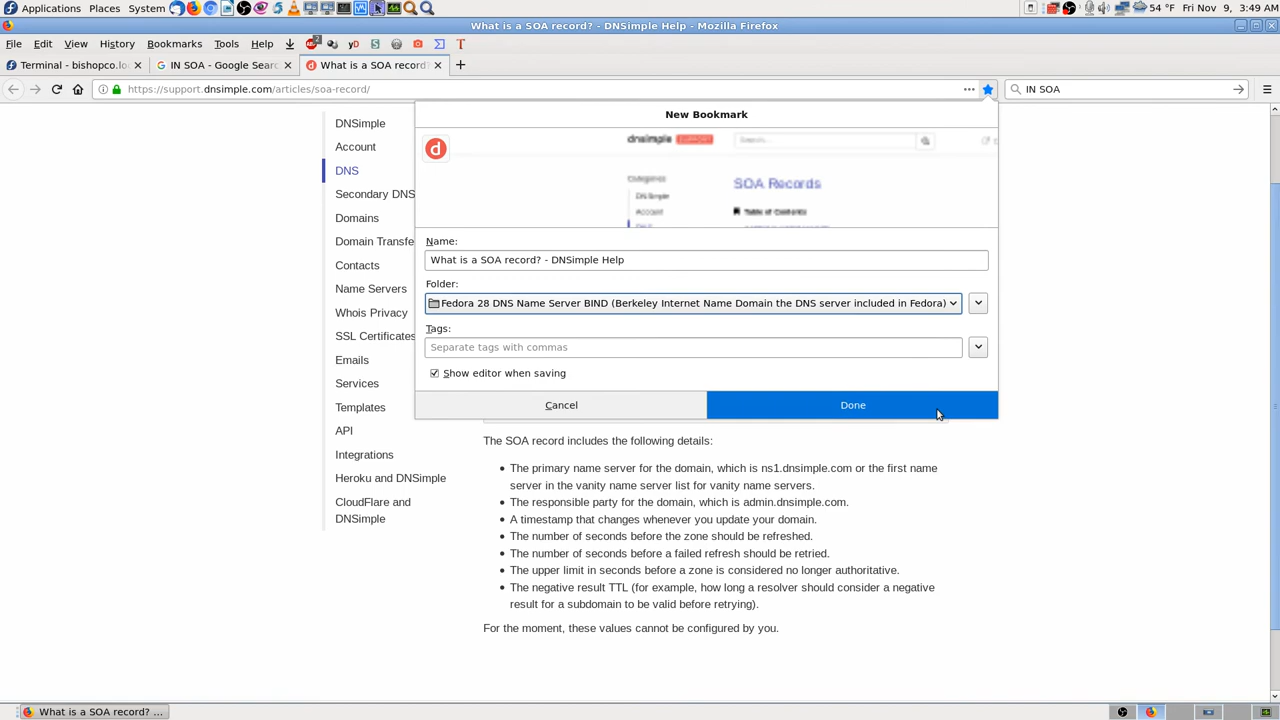 Applications Places System 54 °F Fri Nov 9, 3:49 AM
What is a SOA record? - DNSimple Help - Mozilla Firefox
File Edit View History Bookmarks Tools Help 2 yD S T
Terminal - bishopco.lo IN SOA - Google Searc What is a SOA record
https://support.dnsimple.com/articles/soa-record/ IN SOA
New Bookmark
d
dnsimple
Search...
Categories
SOA Records
DNSimple
Account
Table of Contents
Name:
What is a SOA record? - DNSimple Help
Folder:
Fedora 28 DNS Name Server BIND (Berkeley Internet Name Domain the DNS server included in Fedora)
Tags:
Separate tags with commas
Show editor when saving
Cancel Done
DNSimple
Account
DNS
Secondary DNS
Domains
Domain Transfe
Contacts
Name Servers
Whois Privacy
SSL Certificates
Emails
Services
Templates
API
Integrations
Heroku and DNSimple
CloudFlare and
DNSimple
The SOA record includes the following details:
• The primary name server for the domain, which is ns1.dnsimple.com or the first name
server in the vanity name server list for vanity name servers.
• The responsible party for the domain, which is admin.dnsimple.com.
• A timestamp that changes whenever you update your domain.
• The number of seconds before the zone should be refreshed.
• The number of seconds before a failed refresh should be retried.
• The upper limit in seconds before a zone is considered no longer authoritative.
• The negative result TTL (for example, how long a resolver should consider a negative
result for a subdomain to be valid before retrying).
For the moment, these values cannot be configured by you.
What is a SOA record? ...